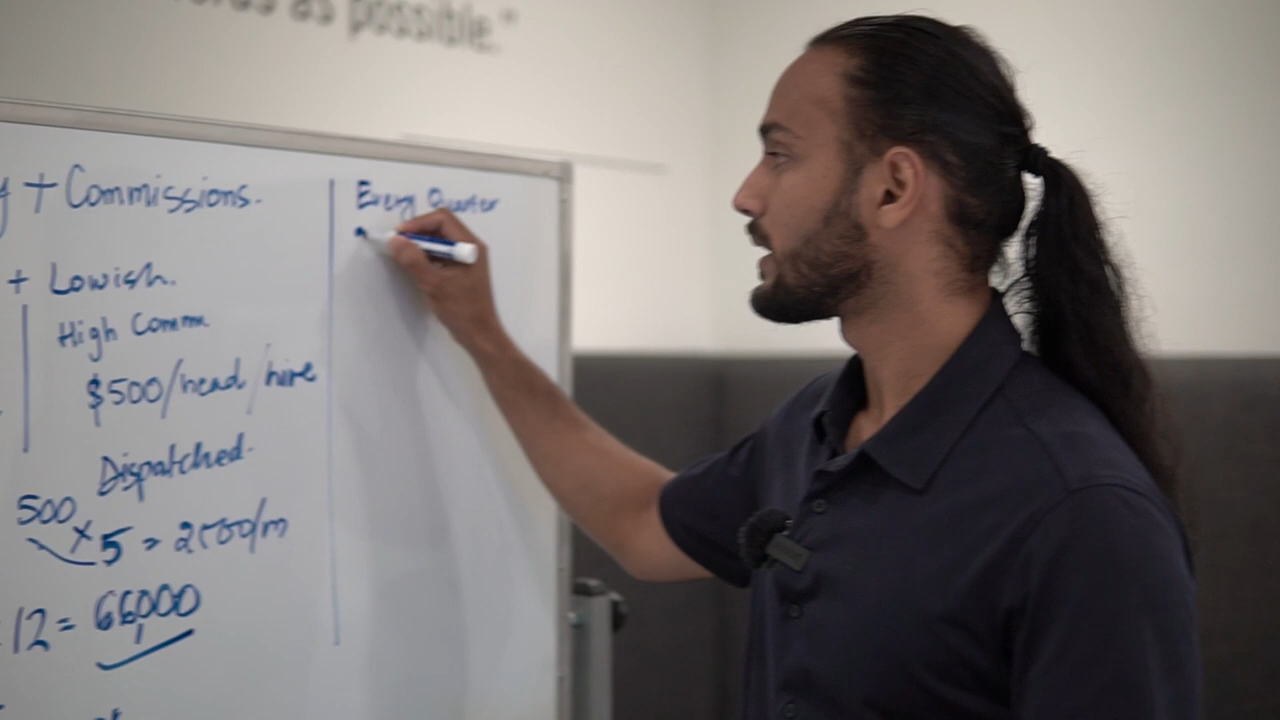 as possible."
+ Commissions.
+ Lowish.
High Comm.
$500/head/hire
Dispatched.
500 x 5 = 2500/m
12 = 66,000
Every Quarter